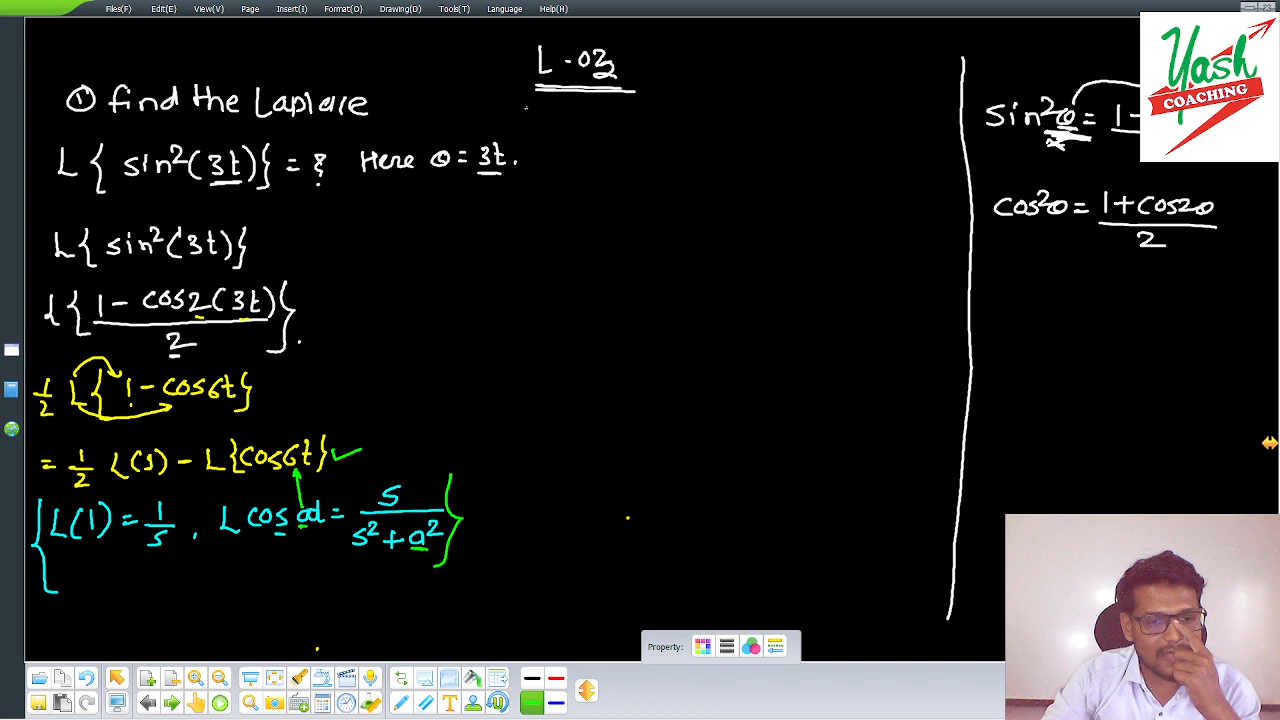 Files(F) Edit(E) View(V) Page Insert(I) Format(O) Drawing(D) Tool(T) Language Help(H)
Yash
COACHING
L-03
① find the Laplace
L{ sin²(3t)} = ? Here θ = 3t.
L{ sin²(3t)}
L{ 1 - cos2(3t) / 2 }.
1/2 L{ 1 - cos6t}
= 1/2 L(1) - L{cos6t} ✓
{ L(1) = 1/s , L cos at = s / s² + a² }
sin²θ = 1-
cos²θ = 1 + cos2θ / 2
Property: